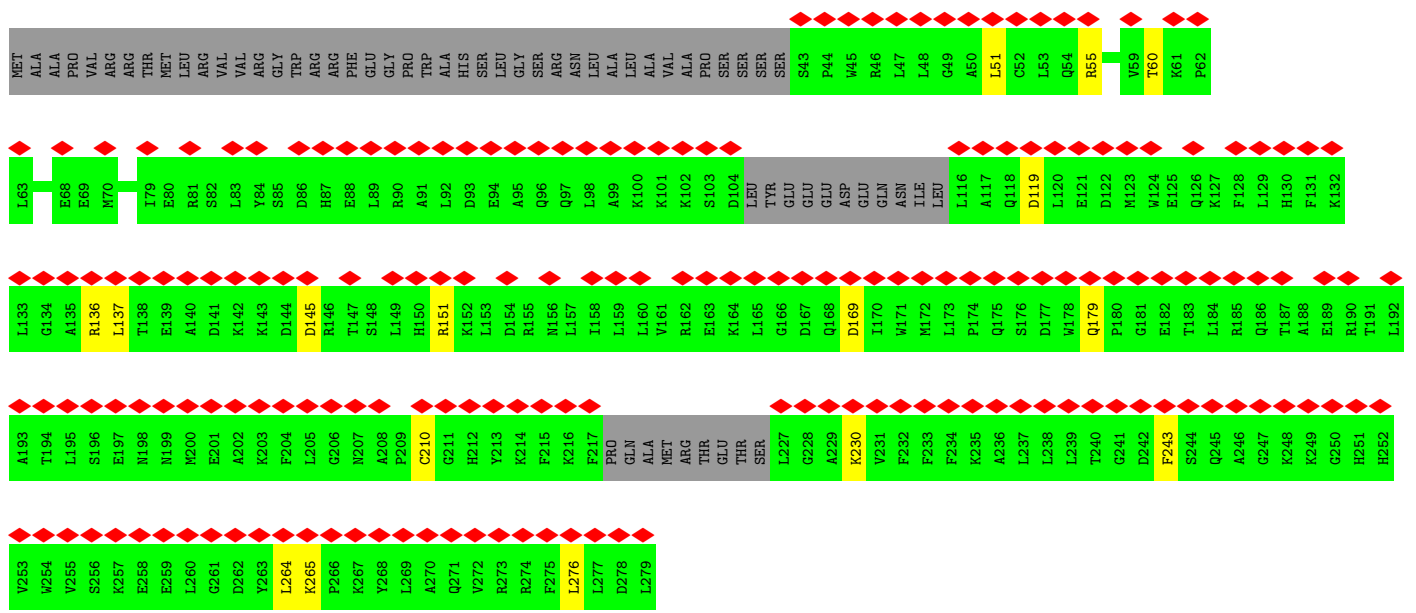 MET ALA ALA PRO VAL ARG ARG THR MET LEU ARG VAL VAL ARG GLY TRP ARG ARG PHE GLU GLY PRO TRP ALA HIS SER LEU GLY SER ARG ASN LEU ALA LEU ALA VAL ALA PRO SER SER SER SER S43 P44 W45 R46 L47 L48 G49 A50 L51 C52 L53 Q54 R55 V59 T60 K61 P62
L63 E68 E69 M70 I79 E80 R81 S82 L83 Y84 S85 D86 H87 E88 L89 R90 A91 L92 D93 E94 A95 Q96 Q97 L98 A99 K100 K101 K102 S103 D104 LEU TYR GLU GLU GLU ASP GLU GLN ASN ILE LEU L116 A117 Q118 D119 L120 E121 D122 M123 W124 E125 Q126 K127 F128 L129 H130 F131 K132
L133 G134 A135 R136 L137 T138 E139 A140 D141 K142 K143 D144 D145 R146 T147 S148 L149 H150 R151 K152 L153 D154 R155 N156 L157 I158 L159 L160 V161 R162 E163 K164 L165 G166 D167 Q168 D169 I170 W171 M172 L173 P174 Q175 S176 D177 W178 Q179 P180 G181 E182 T183 L184 R185 Q186 T187 A188 E189 R190 T191 L192
A193 T194 L195 S196 E197 N198 N199 M200 E201 A202 K203 F204 L205 G206 N207 A208 P209 C210 G211 H212 Y213 K214 F215 K216 F217 PRO GLN ALA MET ARG THR GLU THR SER L227 G228 A229 K230 V231 F232 F233 F234 K235 A236 L237 L238 L239 T240 G241 D242 F243 S244 Q245 A246 G247 K248 K249 G250 H251 H252
V253 W254 V255 S256 K257 E258 E259 L260 G261 D262 Y263 L264 K265 P266 K267 Y268 L269 A270 Q271 V272 R273 R274 F275 L276 L277 D278 L279